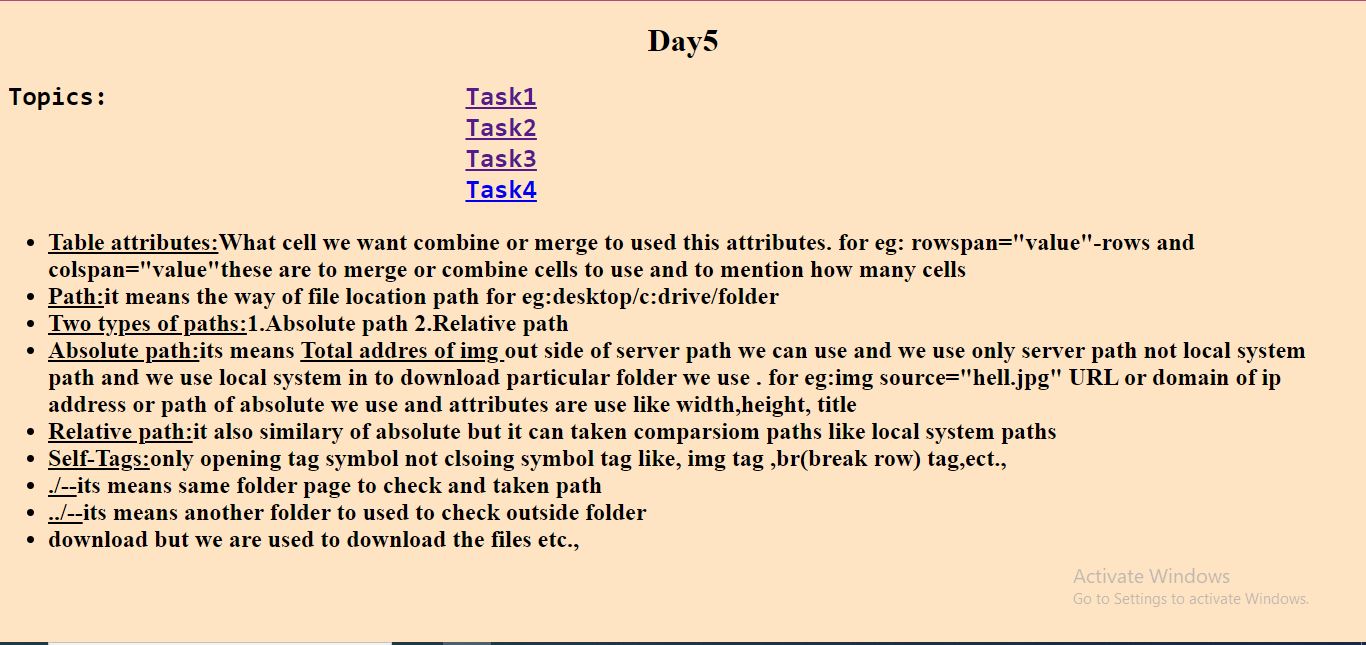 Day5
Topics: Task1
Task2
Task3
Task4
Table attributes:What cell we want combine or merge to used this attributes. for eg: rowspan="value"-rows and
colspan="value"these are to merge or combine cells to use and to mention how many cells
Path:it means the way of file location path for eg:desktop/c:drive/folder
Two types of paths:1.Absolute path 2.Relative path
Absolute path:its means Total addres of img out side of server path we can use and we use only server path not local system
path and we use local system in to download particular folder we use . for eg:img source="hell.jpg" URL or domain of ip
address or path of absolute we use and attributes are use like width,height, title
Relative path:it also similary of absolute but it can taken comparsiom paths like local system paths
Self-Tags:only opening tag symbol not clsoing symbol tag like, img tag ,br(break row) tag,ect.,
./--its means same folder page to check and taken path
../--its means another folder to used to check outside folder
download but we are used to download the files etc.,
Activate Windows
Go to Settings to activate Windows.